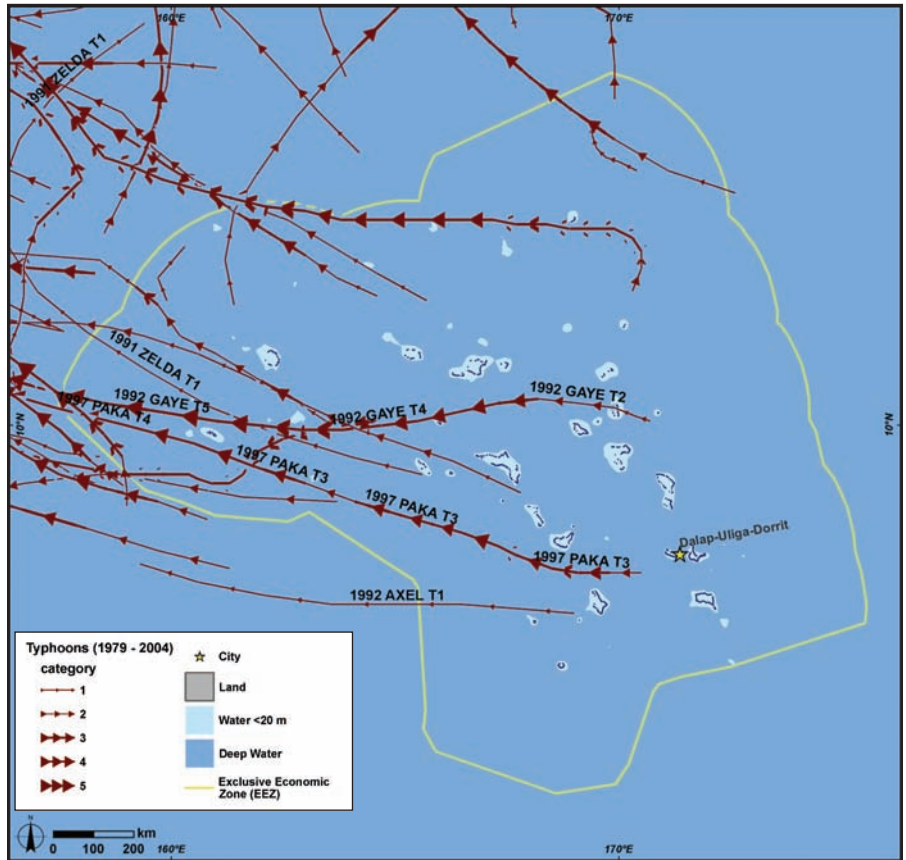 160°E
170°E
1991 ZELDA T1
1991 ZELDA T1
1992 GAYE T5
1992 GAYE T4
1992 GAYE T2
1997 PAKA T4
1997 PAKA T3
1997 PAKA T3
1997 PAKA T3
10°N
10°N
Dalap-Uliga-Dorrit
1992 AXEL T1
Typhoons (1979 - 2004)
category
1
2
3
4
5
City
Land
Water <20 m
Deep Water
Exclusive Economic
Zone (EEZ)
N
km
0 100 200
160°E
170°E